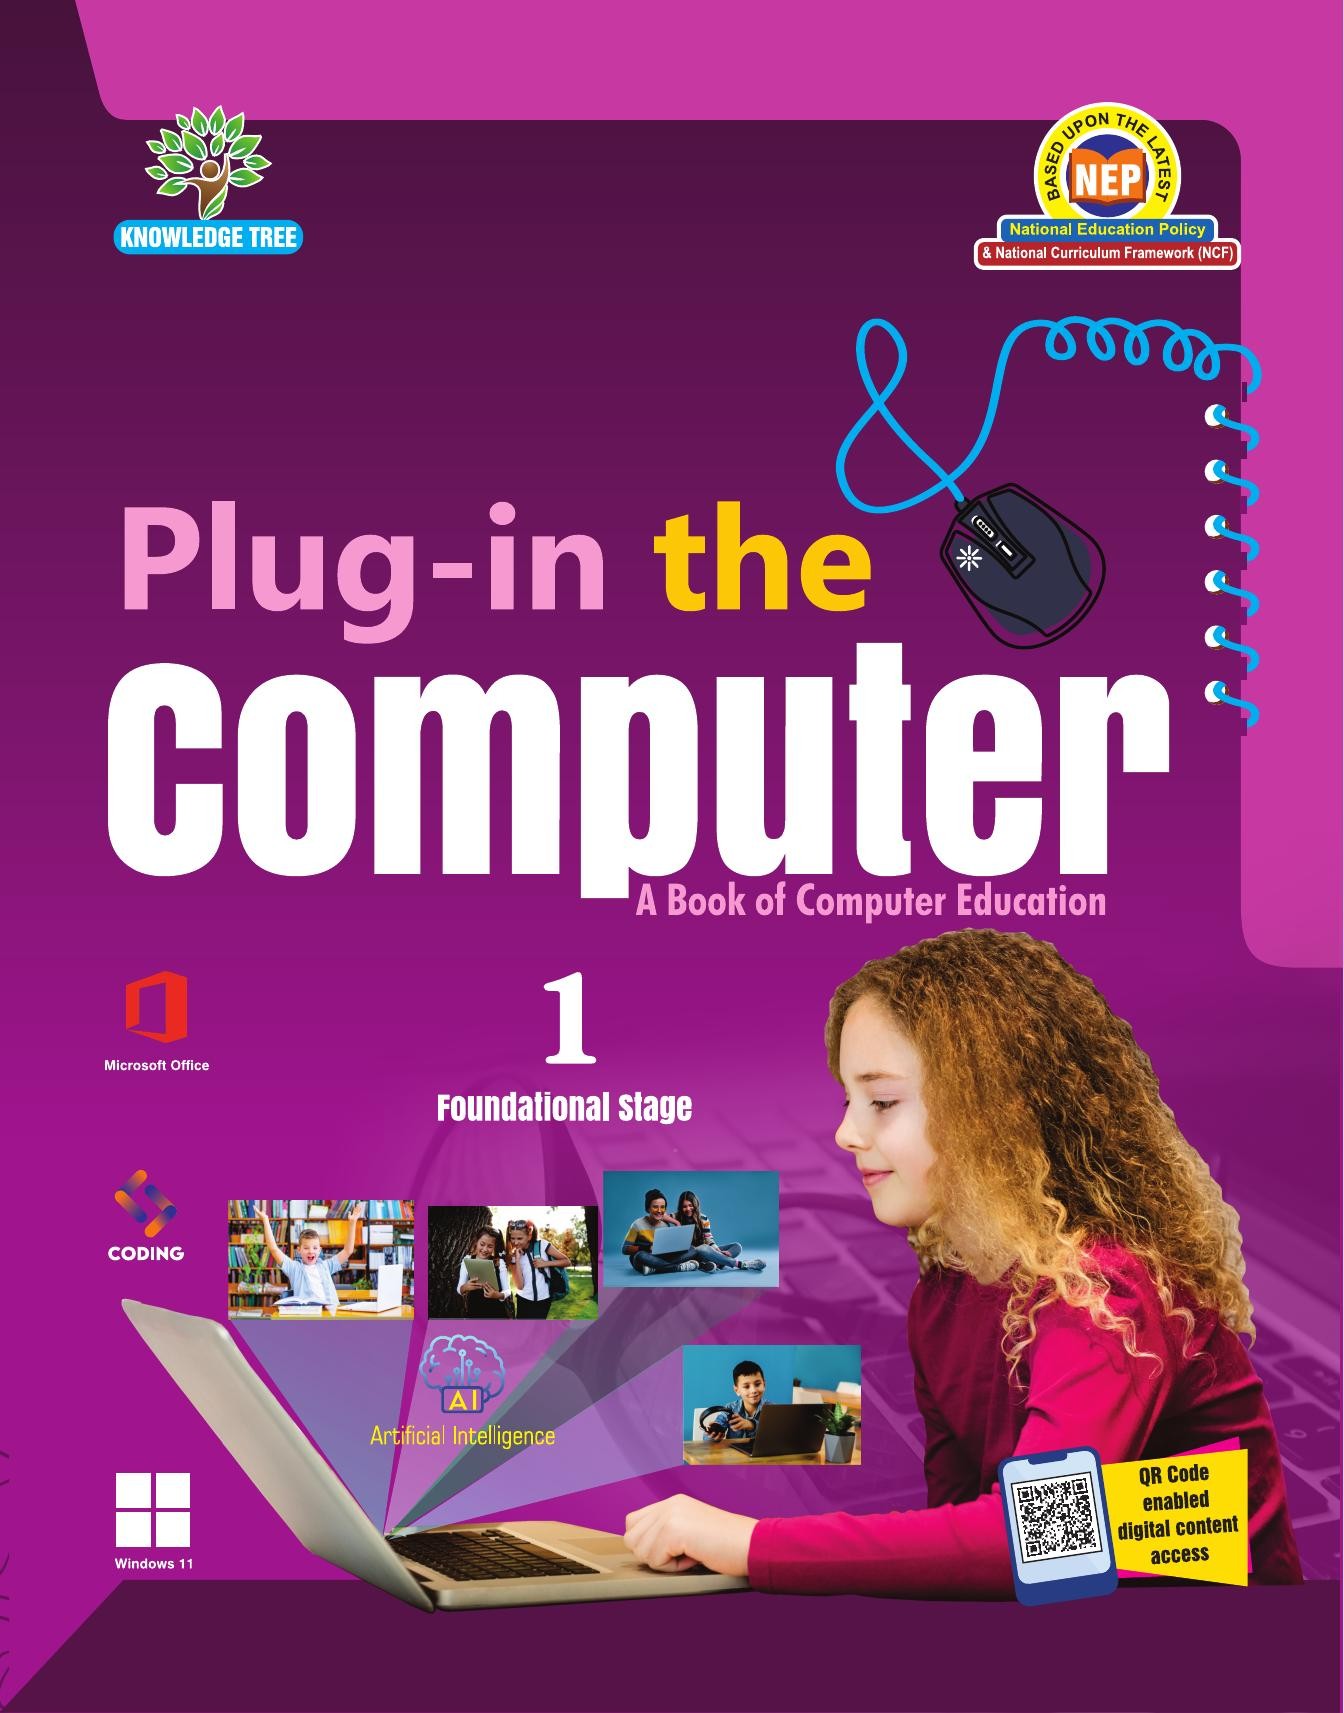 KNOWLEDGE TREE
BASED UPON THE LATEST
NEP
National Education Policy
& National Curriculum Framework (NCF)
Plug-in the
computer
A Book of Computer Education
1
Foundational Stage
Microsoft Office
CODING
AI
Artificial Intelligence
Windows 11
QR Code
enabled
digital content
access